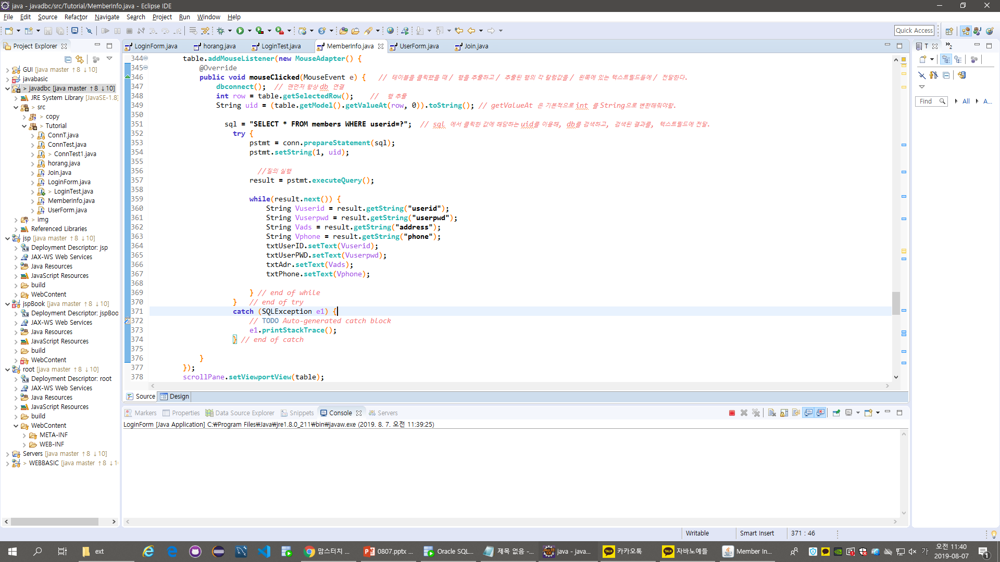 java - javadbc/src/Tutorial/MemberInfo.java - Eclipse IDE
File Edit Source Refactor Navigate Search Project Run Window Help
Quick Access
Project Explorer
GUI [java master ↑8 ↓10]
javabasic
> javadbc [java master ↑8 ↓10]
JRE System Library [JavaSE-1.8]
> src
> copy
> Tutorial
ConnT.java
ConnTest.java
> ConnTest1.java
horang.java
Join.java
LoginForm.java
> LoginTest.java
MemberInfo.java
UserForm.java
> img
Referenced Libraries
jsp [java master ↑8 ↓10]
Deployment Descriptor: jsp
JAX-WS Web Services
Java Resources
JavaScript Resources
build
WebContent
jspBook [java master ↑8 ↓10]
Deployment Descriptor: jspBoo
JAX-WS Web Services
Java Resources
JavaScript Resources
build
WebContent
root [java master ↑8 ↓10]
Deployment Descriptor: root
JAX-WS Web Services
Java Resources
JavaScript Resources
build
WebContent
META-INF
WEB-INF
Servers [java master ↑8 ↓10]
> WEBBASIC [java master ↑8 ↓1
LoginForm.java horang.java LoginTest.java MemberInfo.java UserForm.java Join.java
344 table.addMouseListener(new MouseAdapter() {
345 @Override
346 public void mouseClicked(MouseEvent e) { // 테이블을 클릭했을 때 / 행을 추출하고 / 추출된 행의 각 칼럼값을 / 왼쪽에 있는 텍스트필드들에 / 전달한다.
347 dbconnect(); // 맨먼저 항상 db 연결
348 int row = table.getSelectedRow(); // 행 추출
349 String uid = (table.getModel().getValueAt(row, 0)).toString(); // getValueAt 은 기본적으로 int 를 String으로 변환해줘야함.
350
351 sql = "SELECT * FROM members WHERE userid=?"; // sql 에서 클릭한 값에 해당하는 uid를 이용해, db를 검색하고, 검색된 결과를, 텍스트필드에 전달.
352 try {
353 pstmt = conn.prepareStatement(sql);
354 pstmt.setString(1, uid);
355
356 //질의 실행
357 result = pstmt.executeQuery();
358
359 while(result.next()) {
360 String Vuserid = result.getString("userid");
361 String Vuserpwd = result.getString("userpwd");
362 String Vads = result.getString("address");
363 String Vphone = result.getString("phone");
364 txtUserID.setText(Vuserid);
365 txtUserPWD.setText(Vuserpwd);
366 txtAdr.setText(Vads);
367 txtPhone.setText(Vphone);
368
369 } // end of while
370 } // end of try
371 catch (SQLException e1) {
372 // TODO Auto-generated catch block
373 e1.printStackTrace();
374 } // end of catch
375
376 }
377 });
378 scrollPane.setViewportView(table);
Source Design
Markers Properties Data Source Explorer Snippets Console Servers
LoginForm [Java Application] C:₩Program Files₩Java₩jre1.8.0_211₩bin₩javaw.exe (2019. 8. 7. 오전 11:39:25)
T
2
Find All A...
Writable Smart Insert 371 : 46
ext 맘스터치 ... 0807.pptx ... Oracle SQL... 제목 없음 -... java - java... 카카오톡 자바노예들 Member In... 가 오전 11:40
2019-08-07
1